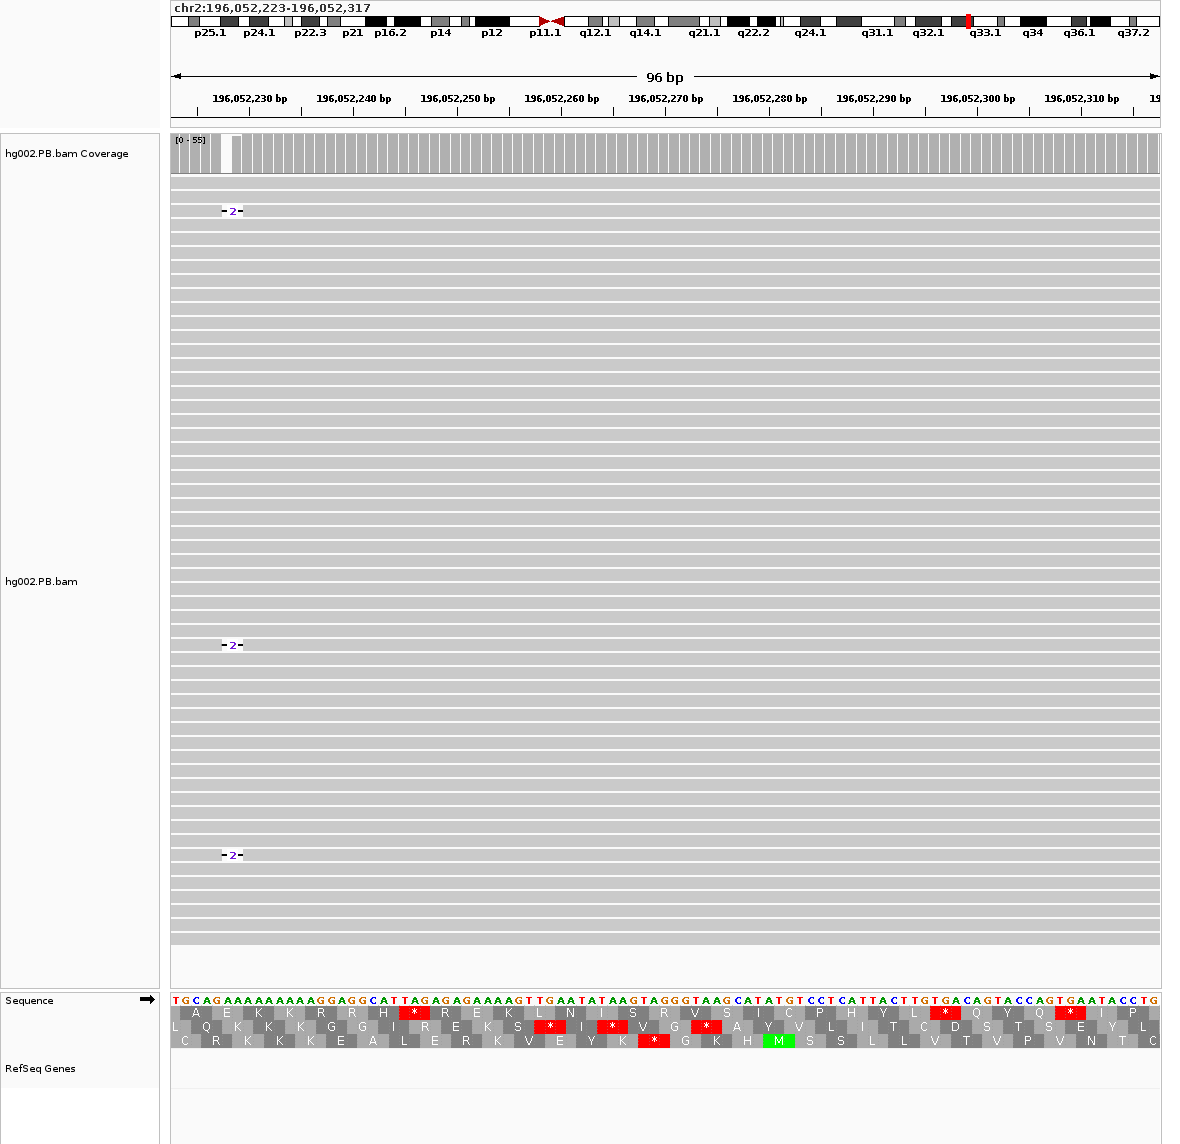 chr2:196,052,223-196,052,317
p25.1 p24.1 p22.3 p21 p16.2 p14 p12 p11.1 q12.1 q14.1 q21.1 q22.2 q24.1 q31.1 q32.1 q33.1 q34 q36.1 q37.2
96 bp
196,052,230 bp 196,052,240 bp 196,052,250 bp 196,052,260 bp 196,052,270 bp 196,052,280 bp 196,052,290 bp 196,052,300 bp 196,052,310 bp 19
[0 - 55]
hg002.PB.bam Coverage
2
hg002.PB.bam
2
2
Sequence
T G C A G A A A A A A A A A G G A G G C A T T A G A G A G A A A A G T T G A A T A T A A G T A G G G T A A G C A T A T G T C C T C A T T A C T T G T G A C A G T A C C A G T G A A T A C C T G
A E K K R R H * R E K L N I S R V S I C P H Y L * Q Y Q * I P
L Q K K K G G I R E K S * I * V G * A Y V L I T C D S T S E Y L
C R K K K E A L E R K V E Y K * G K H M S S L L V T V P V N T C
RefSeq Genes